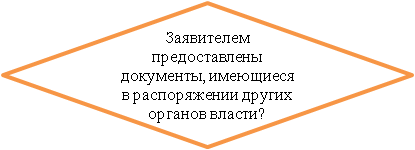 Заявителем
предоставлены
документы, имеющиеся
в распоряжении других
органов власти?